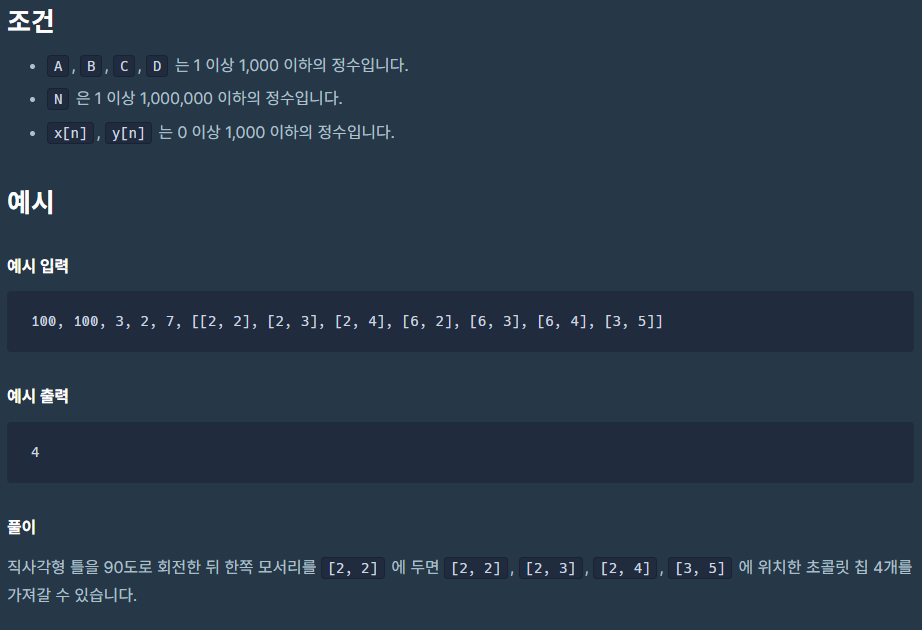 조건
• A, B, C, D 는 1 이상 1,000 이하의 정수입니다.
• N 은 1 이상 1,000,000 이하의 정수입니다.
• x[n], y[n] 는 0 이상 1,000 이하의 정수입니다.
예시
예시 입력
100, 100, 3, 2, 7, [[2, 2], [2, 3], [2, 4], [6, 2], [6, 3], [6, 4], [3, 5]]
예시 출력
4
풀이
직사각형 틀을 90도로 회전한 뒤 한쪽 모서리를 [2, 2] 에 두면 [2, 2], [2, 3], [2, 4], [3, 5] 에 위치한 초콜릿 칩 4개를
가져갈 수 있습니다.